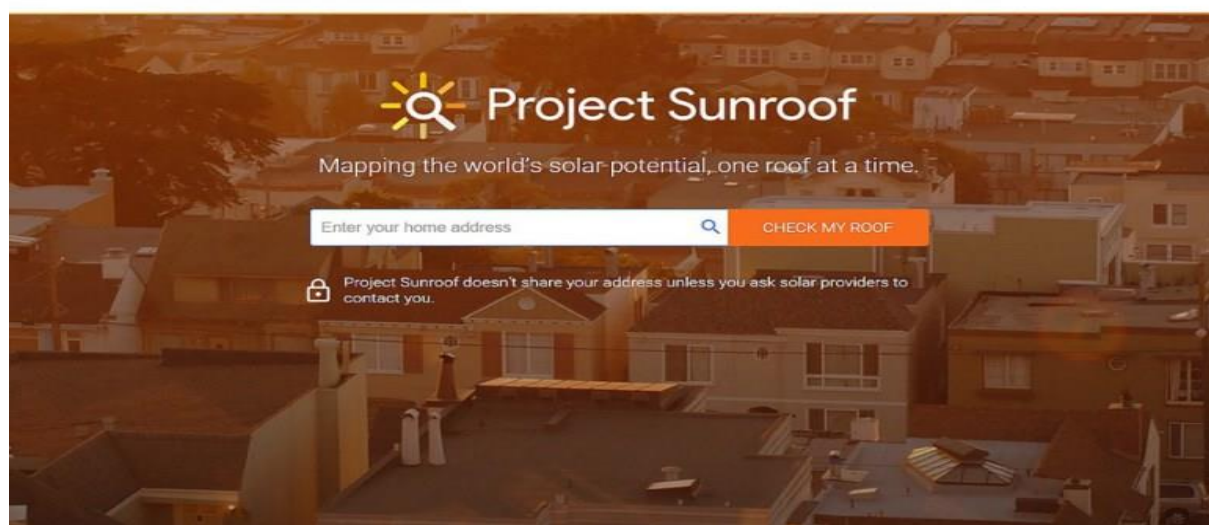 Project Sunroof
Mapping the world's solar potential, one roof at a time.
Enter your home address
CHECK MY ROOF
Project Sunroof doesn't share your address unless you ask solar providers to
contact you.